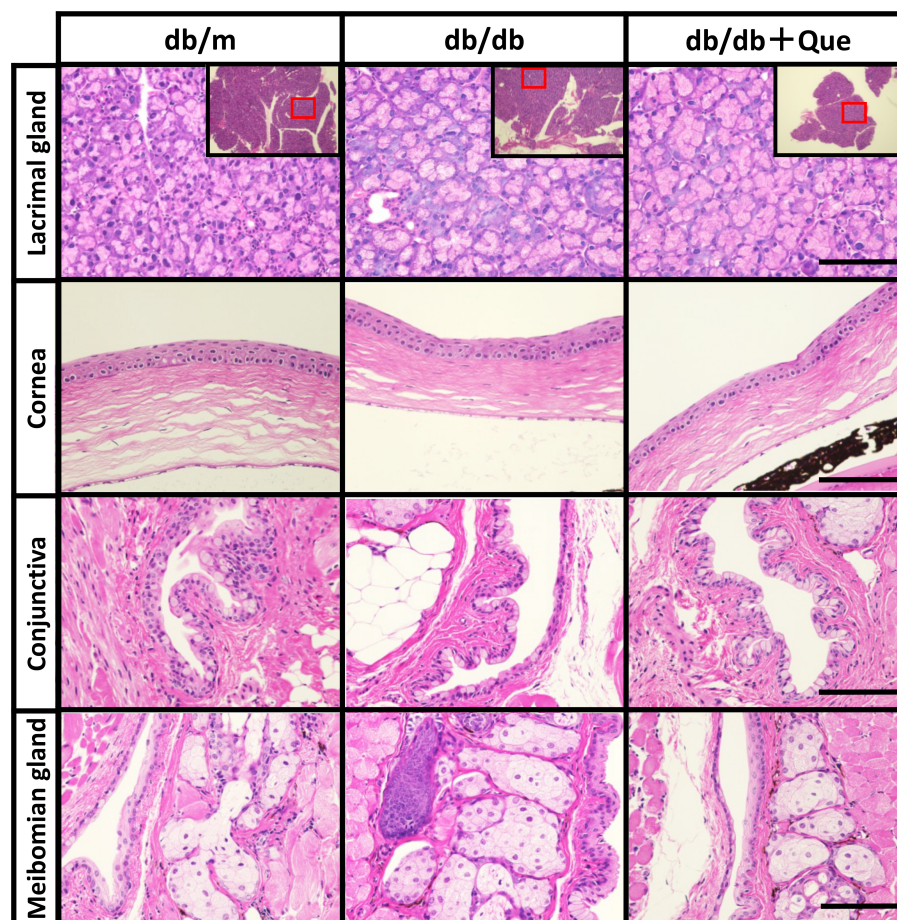 db/m
db/db
db/db＋Que
Lacrimal gland
Cornea
Conjunctiva
Meibomian gland